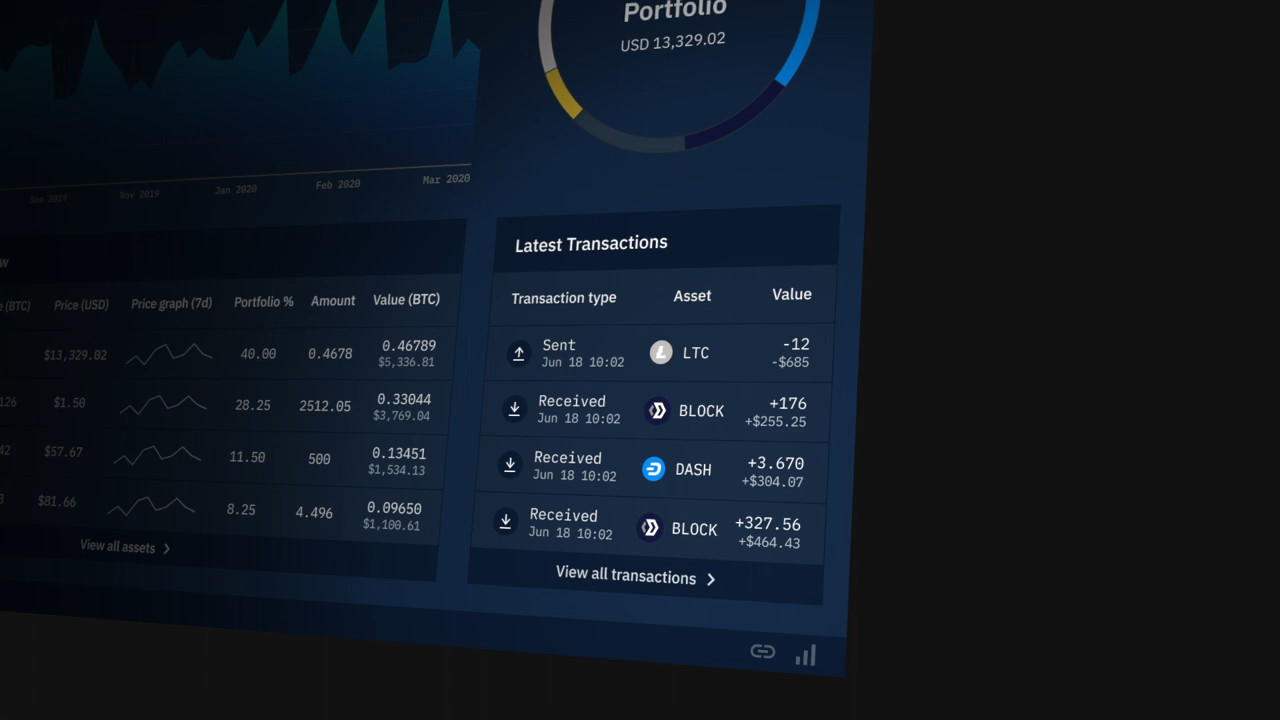 Portfolio
USD 13,329.02
Sep 2019 Nov 2019 Jan 2020 Feb 2020 Mar 2020
w
(BTC) Price (USD) Price graph (7d) Portfolio % Amount Value (BTC)
$13,329.02 40.00 0.4678 0.46789
$5,336.81
126 $1.50 28.25 2512.05 0.33044
$3,769.04
42 $57.67 11.50 500 0.13451
$1,534.13
$81.66 8.25 4.496 0.09650
$1,100.61
View all assets
Latest Transactions
Transaction type Asset Value
Sent LTC -12
Jun 18 10:02 -$685
Received BLOCK +176
Jun 18 10:02 +$255.25
Received DASH +3.670
Jun 18 10:02 +$304.07
Received BLOCK +327.56
Jun 18 10:02 +$464.43
View all transactions